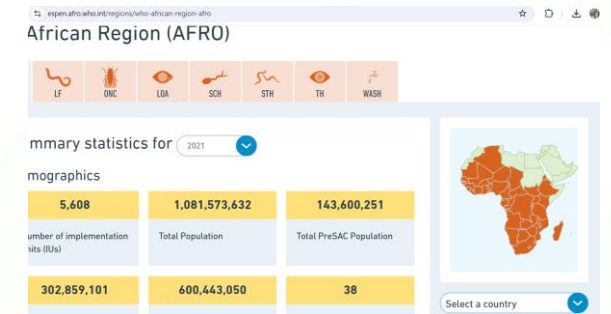 espen.afro.who.int/regions/who-african-region-afro
African Region (AFRO)
LF ONC LOA SCH STH TH WASH
mmary statistics for 2021
mographics
5,608 1,081,573,632 143,600,251
umber of implementation Total Population Total PreSAC Population
nits (IUs)
302,859,101 600,443,050 38
Select a country